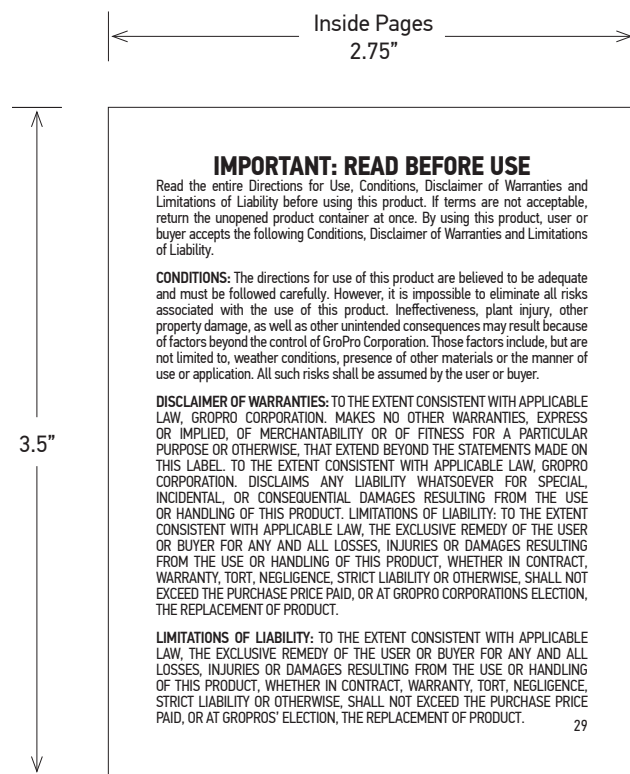 Inside Pages
2.75”
3.5”
IMPORTANT: READ BEFORE USE
Read the entire Directions for Use, Conditions, Disclaimer of Warranties and
Limitations of Liability before using this product. If terms are not acceptable,
return the unopened product container at once. By using this product, user or
buyer accepts the following Conditions, Disclaimer of Warranties and Limitations
of Liability.
CONDITIONS: The directions for use of this product are believed to be adequate
and must be followed carefully. However, it is impossible to eliminate all risks
associated with the use of this product. Ineffectiveness, plant injury, other
property damage, as well as other unintended consequences may result because
of factors beyond the control of GroPro Corporation. Those factors include, but are
not limited to, weather conditions, presence of other materials or the manner of
use or application. All such risks shall be assumed by the user or buyer.
DISCLAIMER OF WARRANTIES: TO THE EXTENT CONSISTENT WITH APPLICABLE
LAW, GROPRO CORPORATION. MAKES NO OTHER WARRANTIES, EXPRESS
OR IMPLIED, OF MERCHANTABILITY OR OF FITNESS FOR A PARTICULAR
PURPOSE OR OTHERWISE, THAT EXTEND BEYOND THE STATEMENTS MADE ON
THIS LABEL. TO THE EXTENT CONSISTENT WITH APPLICABLE LAW, GROPRO
CORPORATION. DISCLAIMS ANY LIABILITY WHATSOEVER FOR SPECIAL,
INCIDENTAL, OR CONSEQUENTIAL DAMAGES RESULTING FROM THE USE
OR HANDLING OF THIS PRODUCT. LIMITATIONS OF LIABILITY: TO THE EXTENT
CONSISTENT WITH APPLICABLE LAW, THE EXCLUSIVE REMEDY OF THE USER
OR BUYER FOR ANY AND ALL LOSSES, INJURIES OR DAMAGES RESULTING
FROM THE USE OR HANDLING OF THIS PRODUCT, WHETHER IN CONTRACT,
WARRANTY, TORT, NEGLIGENCE, STRICT LIABILITY OR OTHERWISE, SHALL NOT
EXCEED THE PURCHASE PRICE PAID, OR AT GROPRO CORPORATIONS ELECTION,
THE REPLACEMENT OF PRODUCT.
LIMITATIONS OF LIABILITY: TO THE EXTENT CONSISTENT WITH APPLICABLE
LAW, THE EXCLUSIVE REMEDY OF THE USER OR BUYER FOR ANY AND ALL
LOSSES, INJURIES OR DAMAGES RESULTING FROM THE USE OR HANDLING
OF THIS PRODUCT, WHETHER IN CONTRACT, WARRANTY, TORT, NEGLIGENCE,
STRICT LIABILITY OR OTHERWISE, SHALL NOT EXCEED THE PURCHASE PRICE
PAID, OR AT GROPROS’ ELECTION, THE REPLACEMENT OF PRODUCT.
29